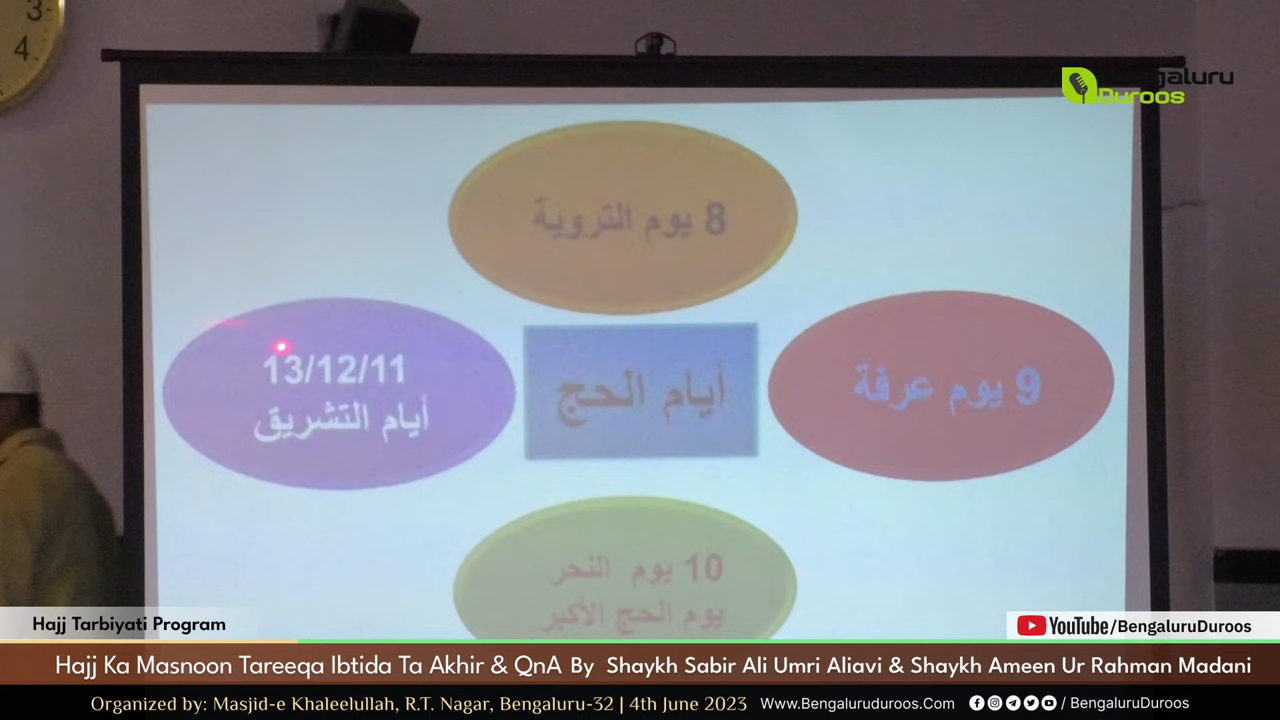 3
4
Bengaluru
Duroos
8 يوم التروية
13/12/11
أيام التشريق
أيام الحج
9 يوم عرفة
10 يوم النحر
يوم الحج الأكبر
Hajj Tarbiyati Program
YouTube/BengaluruDuroos
Hajj Ka Masnoon Tareeqa Ibtida Ta Akhir & QnA By Shaykh Sabir Ali Umri Aliavi & Shaykh Ameen Ur Rahman Madani
Organized by: Masjid-e Khaleelullah, R.T. Nagar, Bengaluru-32 | 4th June 2023 Www.Bengaluruduroos.Com / BengaluruDuroos